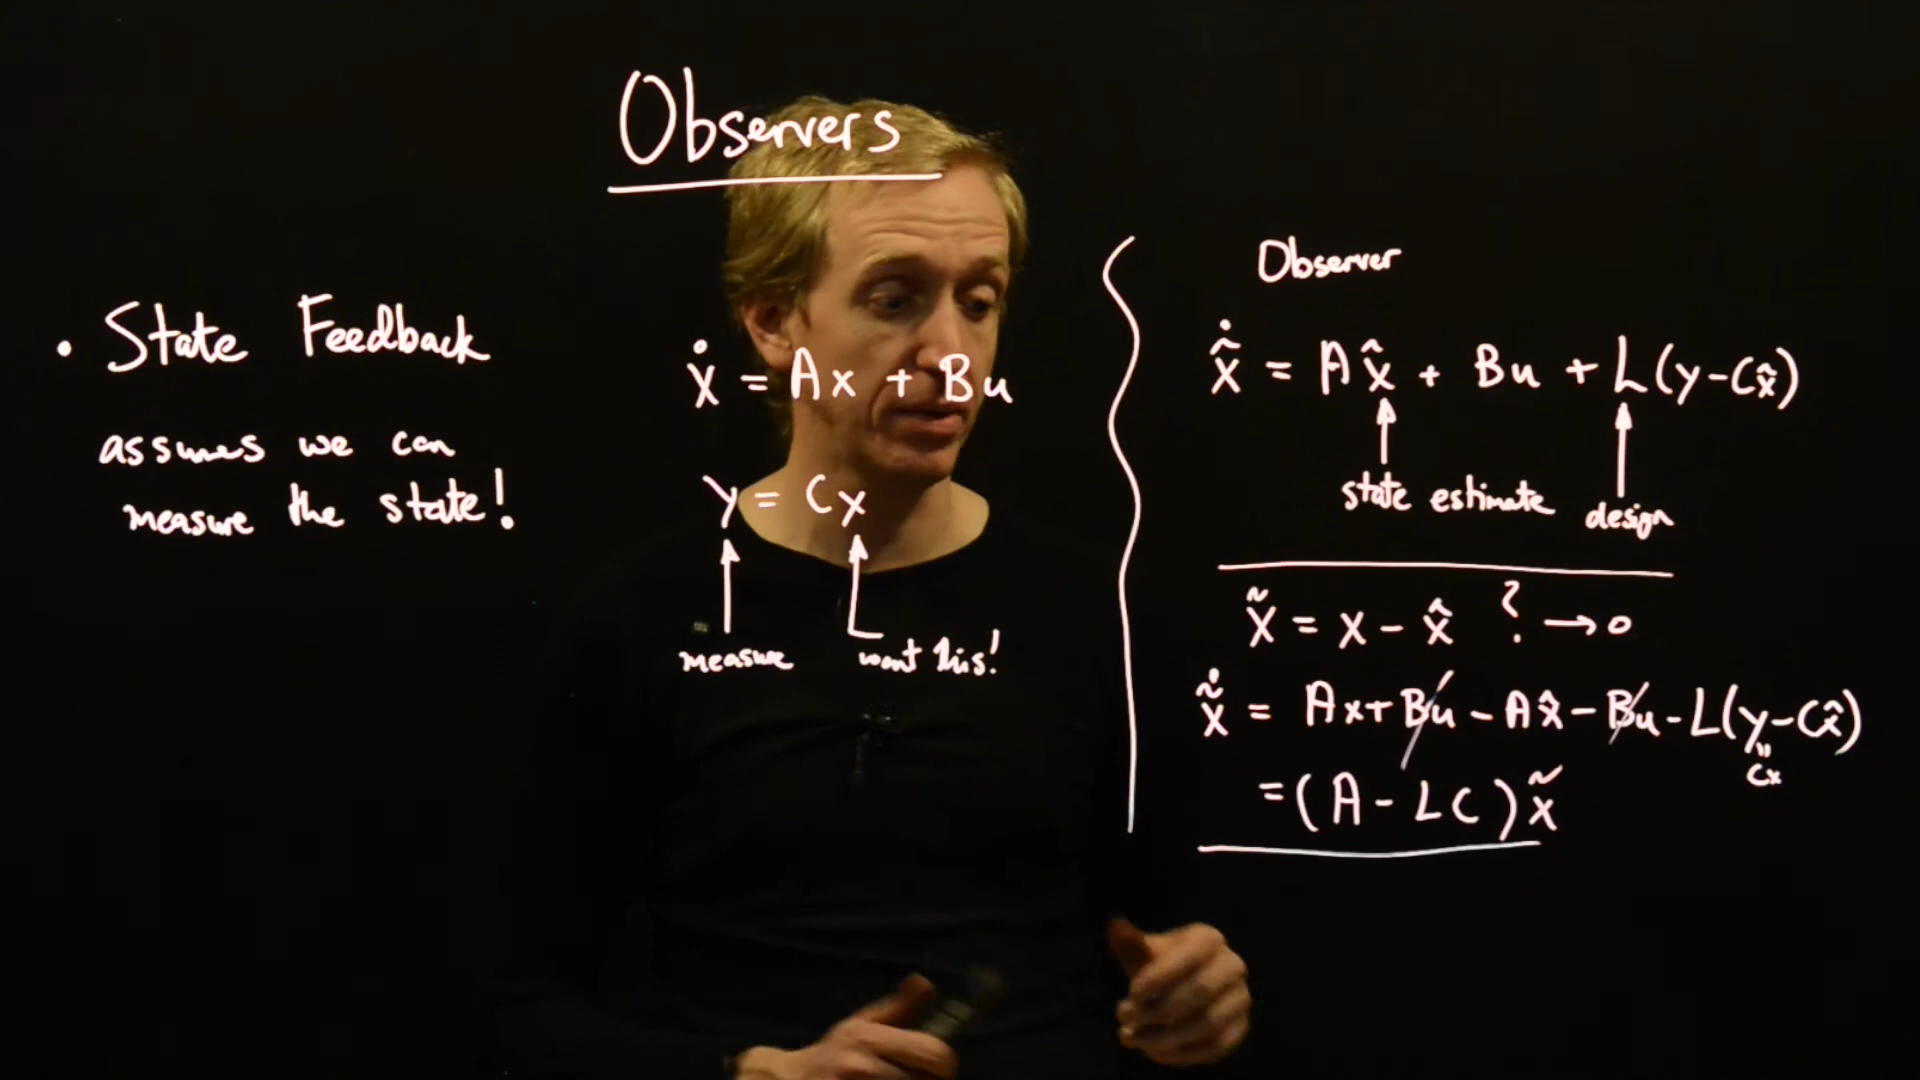 Observers
• State Feedback
assumes we can
measure the state!
ẋ = Ax + Bu
y = Cx
measure
want this!
Observer
x̂̇ = Ax̂ + Bu + L(y-Cx̂)
state estimate
design
x̃ = x - x̂ ? → 0
x̃̇ = Ax + Bu - Ax̂ - Bu - L(y-Cx̂)
"
Cx
= (A - LC)x̃